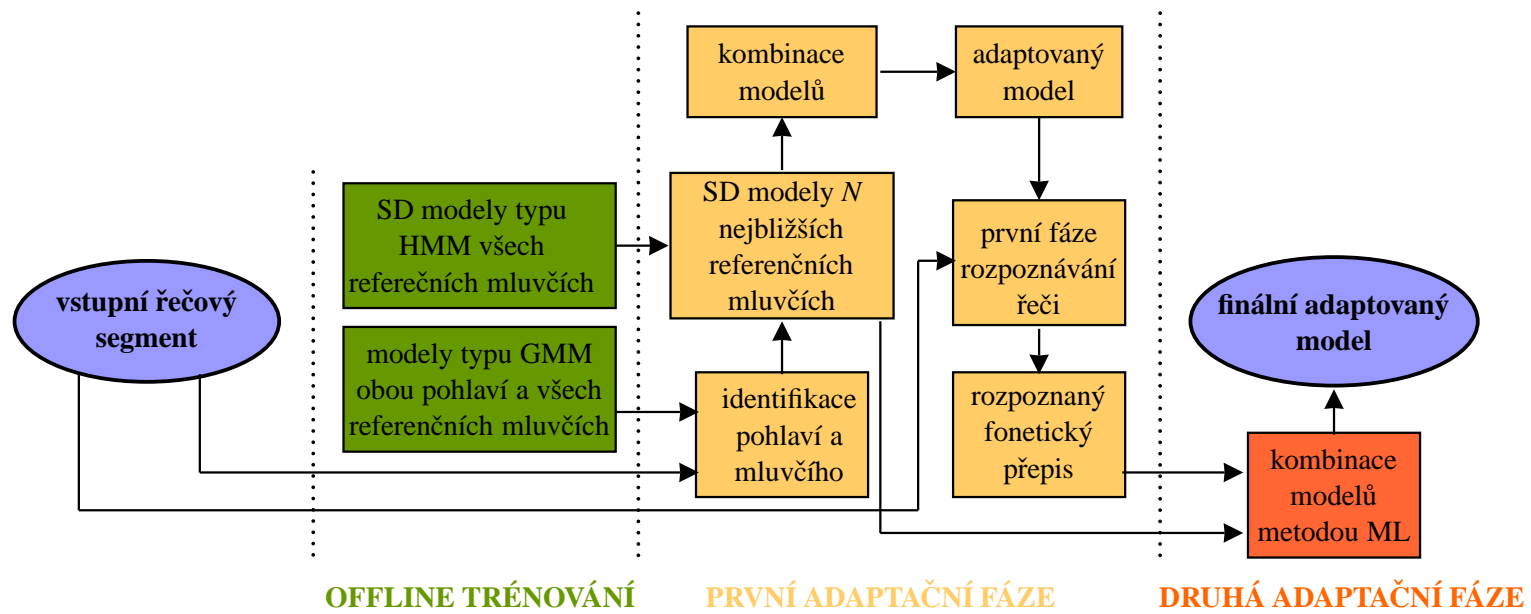 kombinace
modelů
adaptovaný
model
SD modely typu
HMM všech
referečních mluvčích
SD modely N
nejbližších
referenčních
mluvčích
první fáze
rozpoznávání
řeči
vstupní řečový
segment
finální adaptovaný
model
modely typu GMM
obou pohlaví a všech
referenčních mluvčích
identifikace
pohlaví a
mluvčího
rozpoznaný
fonetický
přepis
kombinace
modelů
metodou ML
OFFLINE TRÉNOVÁNÍ
PRVNÍ ADAPTAČNÍ FÁZE
DRUHÁ ADAPTAČNÍ FÁZE